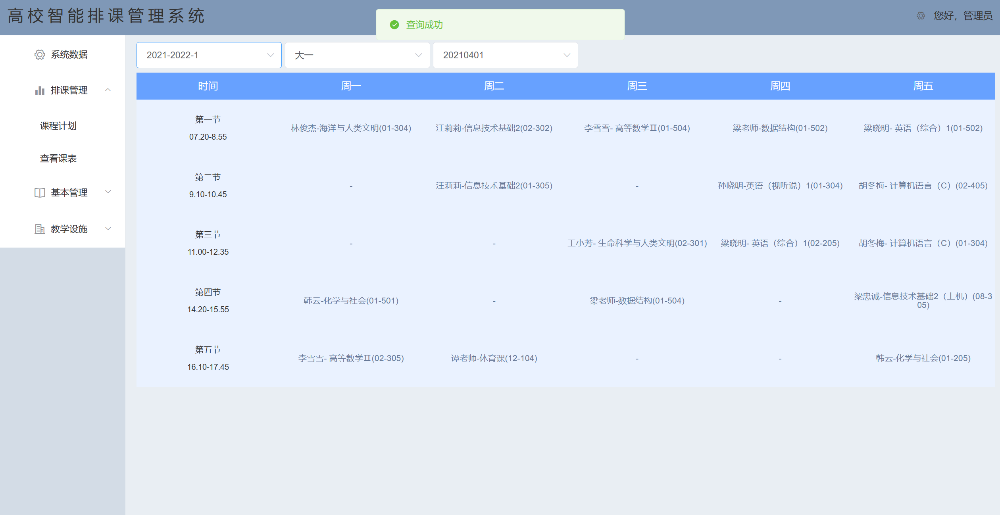 高校智能排课管理系统
查询成功
您好，管理员
系统数据
排课管理
课程计划
查看课表
基本管理
教学设施
2021-2022-1
大一
20210401
时间 周一 周二 周三 周四 周五
第一节
07.20-8.55
林俊杰-海洋与人类文明(01-304)
汪莉莉-信息技术基础2(02-302)
李雪雪- 高等数学Ⅱ(01-504)
梁老师-数据结构(01-502)
梁晓明- 英语（综合）1(01-502)
第二节
9.10-10.45
-
汪莉莉-信息技术基础2(01-305)
-
孙晓明-英语（视听说）1(01-304)
胡冬梅- 计算机语言（C）(02-405)
第三节
11.00-12.35
-
-
王小芳- 生命科学与人类文明(02-301)
梁晓明- 英语（综合）1(02-205)
胡冬梅- 计算机语言（C）(01-304)
第四节
14.20-15.55
韩云-化学与社会(01-501)
-
梁老师-数据结构(01-504)
-
梁忠诚-信息技术基础2（上机）(08-3
05)
第五节
16.10-17.45
李雪雪- 高等数学Ⅱ(02-305)
谭老师-体育课(12-104)
-
-
韩云-化学与社会(01-205)